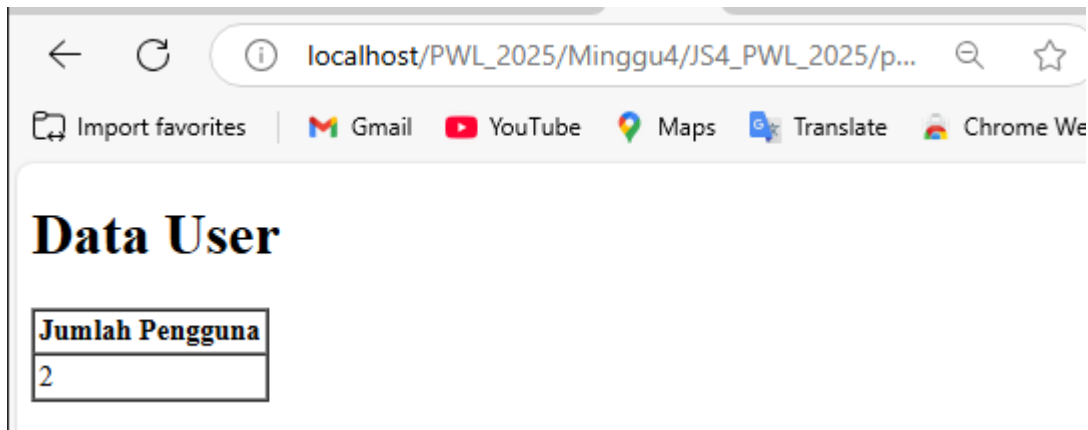 localhost/PWL_2025/Minggu4/JS4_PWL_2025/p...
Import favorites Gmail YouTube Maps Translate Chrome We
Data User
Jumlah Pengguna
2